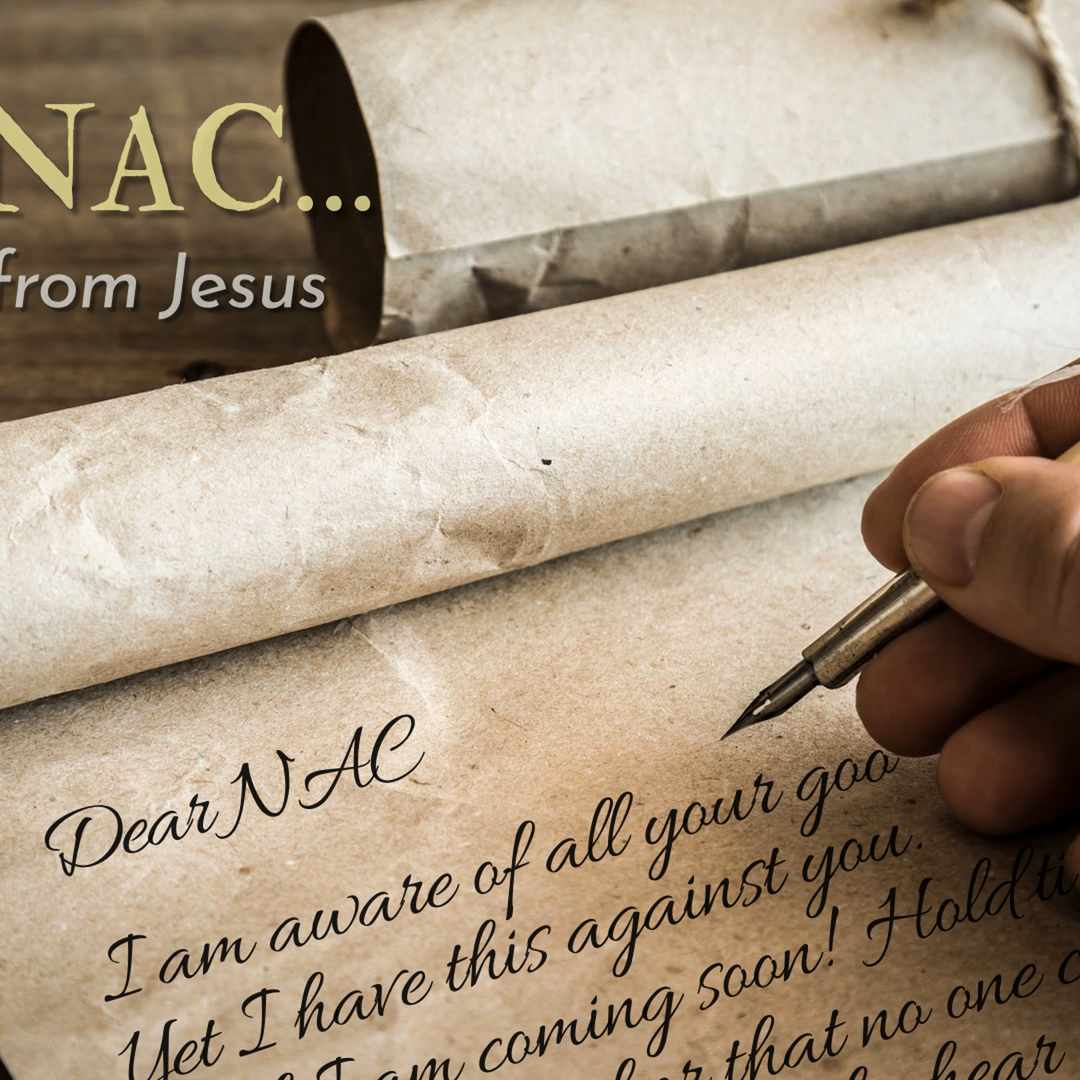 NAC...
from Jesus
Dear NAC
I am aware of all your goo
Yet I have this against you.
I am coming soon! Hold ti
that no one c
hear